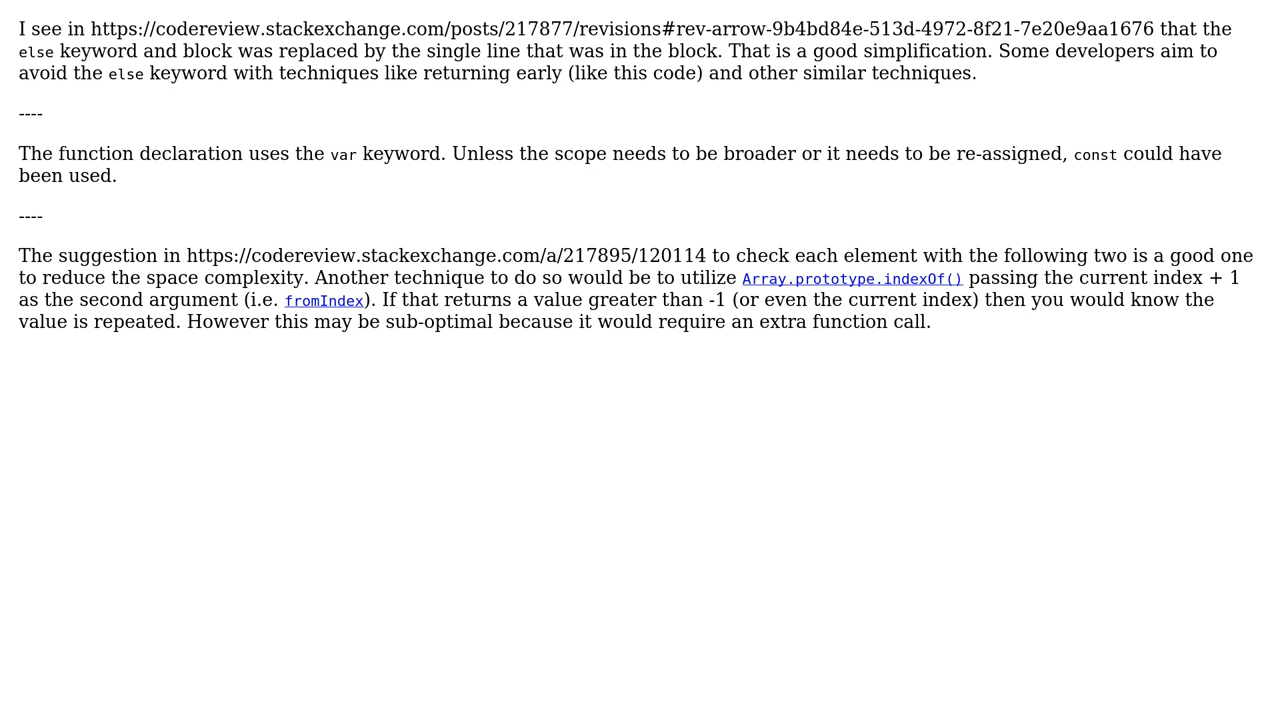 I see in https://codereview.stackexchange.com/posts/217877/revisions#rev-arrow-9b4bd84e-513d-4972-8f21-7e20e9aa1676 that the
else keyword and block was replaced by the single line that was in the block. That is a good simplification. Some developers aim to
avoid the else keyword with techniques like returning early (like this code) and other similar techniques.
----
The function declaration uses the var keyword. Unless the scope needs to be broader or it needs to be re-assigned, const could have
been used.
----
The suggestion in https://codereview.stackexchange.com/a/217895/120114 to check each element with the following two is a good one
to reduce the space complexity. Another technique to do so would be to utilize Array.prototype.indexOf() passing the current index + 1
as the second argument (i.e. fromIndex). If that returns a value greater than -1 (or even the current index) then you would know the
value is repeated. However this may be sub-optimal because it would require an extra function call.